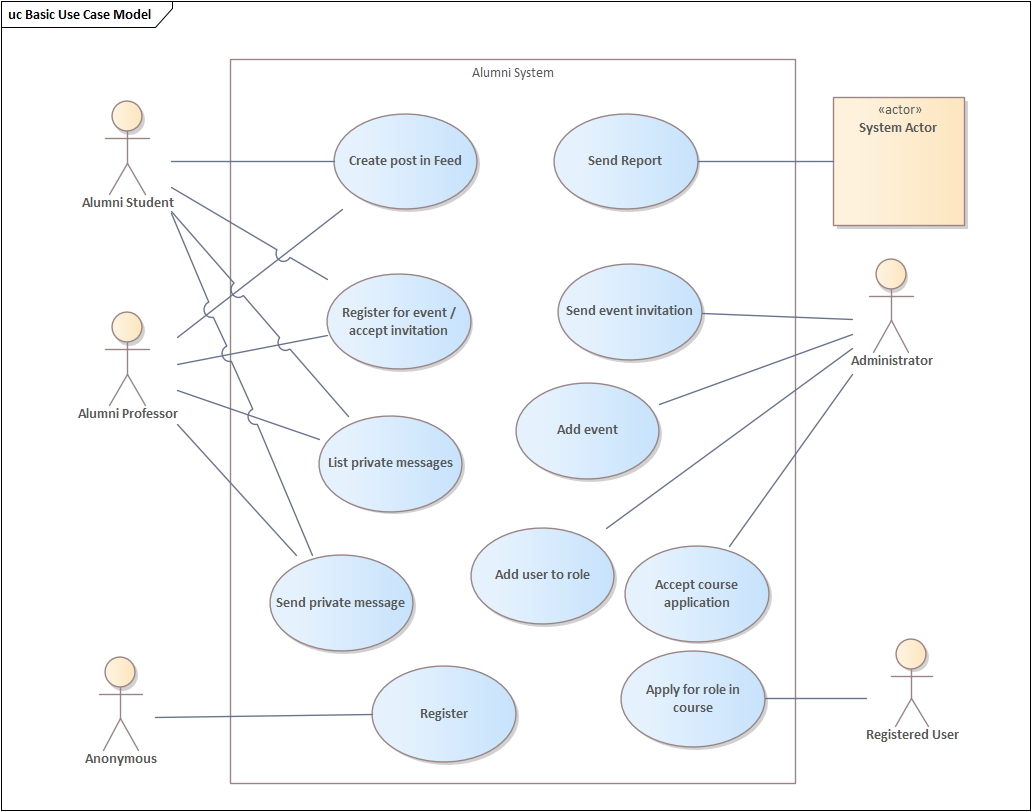 uc Basic Use Case Model
Alumni System
«actor»
System Actor
Create post in Feed
Send Report
Alumni Student
Register for event /
accept invitation
Send event invitation
Administrator
Alumni Professor
Add event
List private messages
Add user to role
Accept course
application
Send private message
Apply for role in
course
Register
Registered User
Anonymous